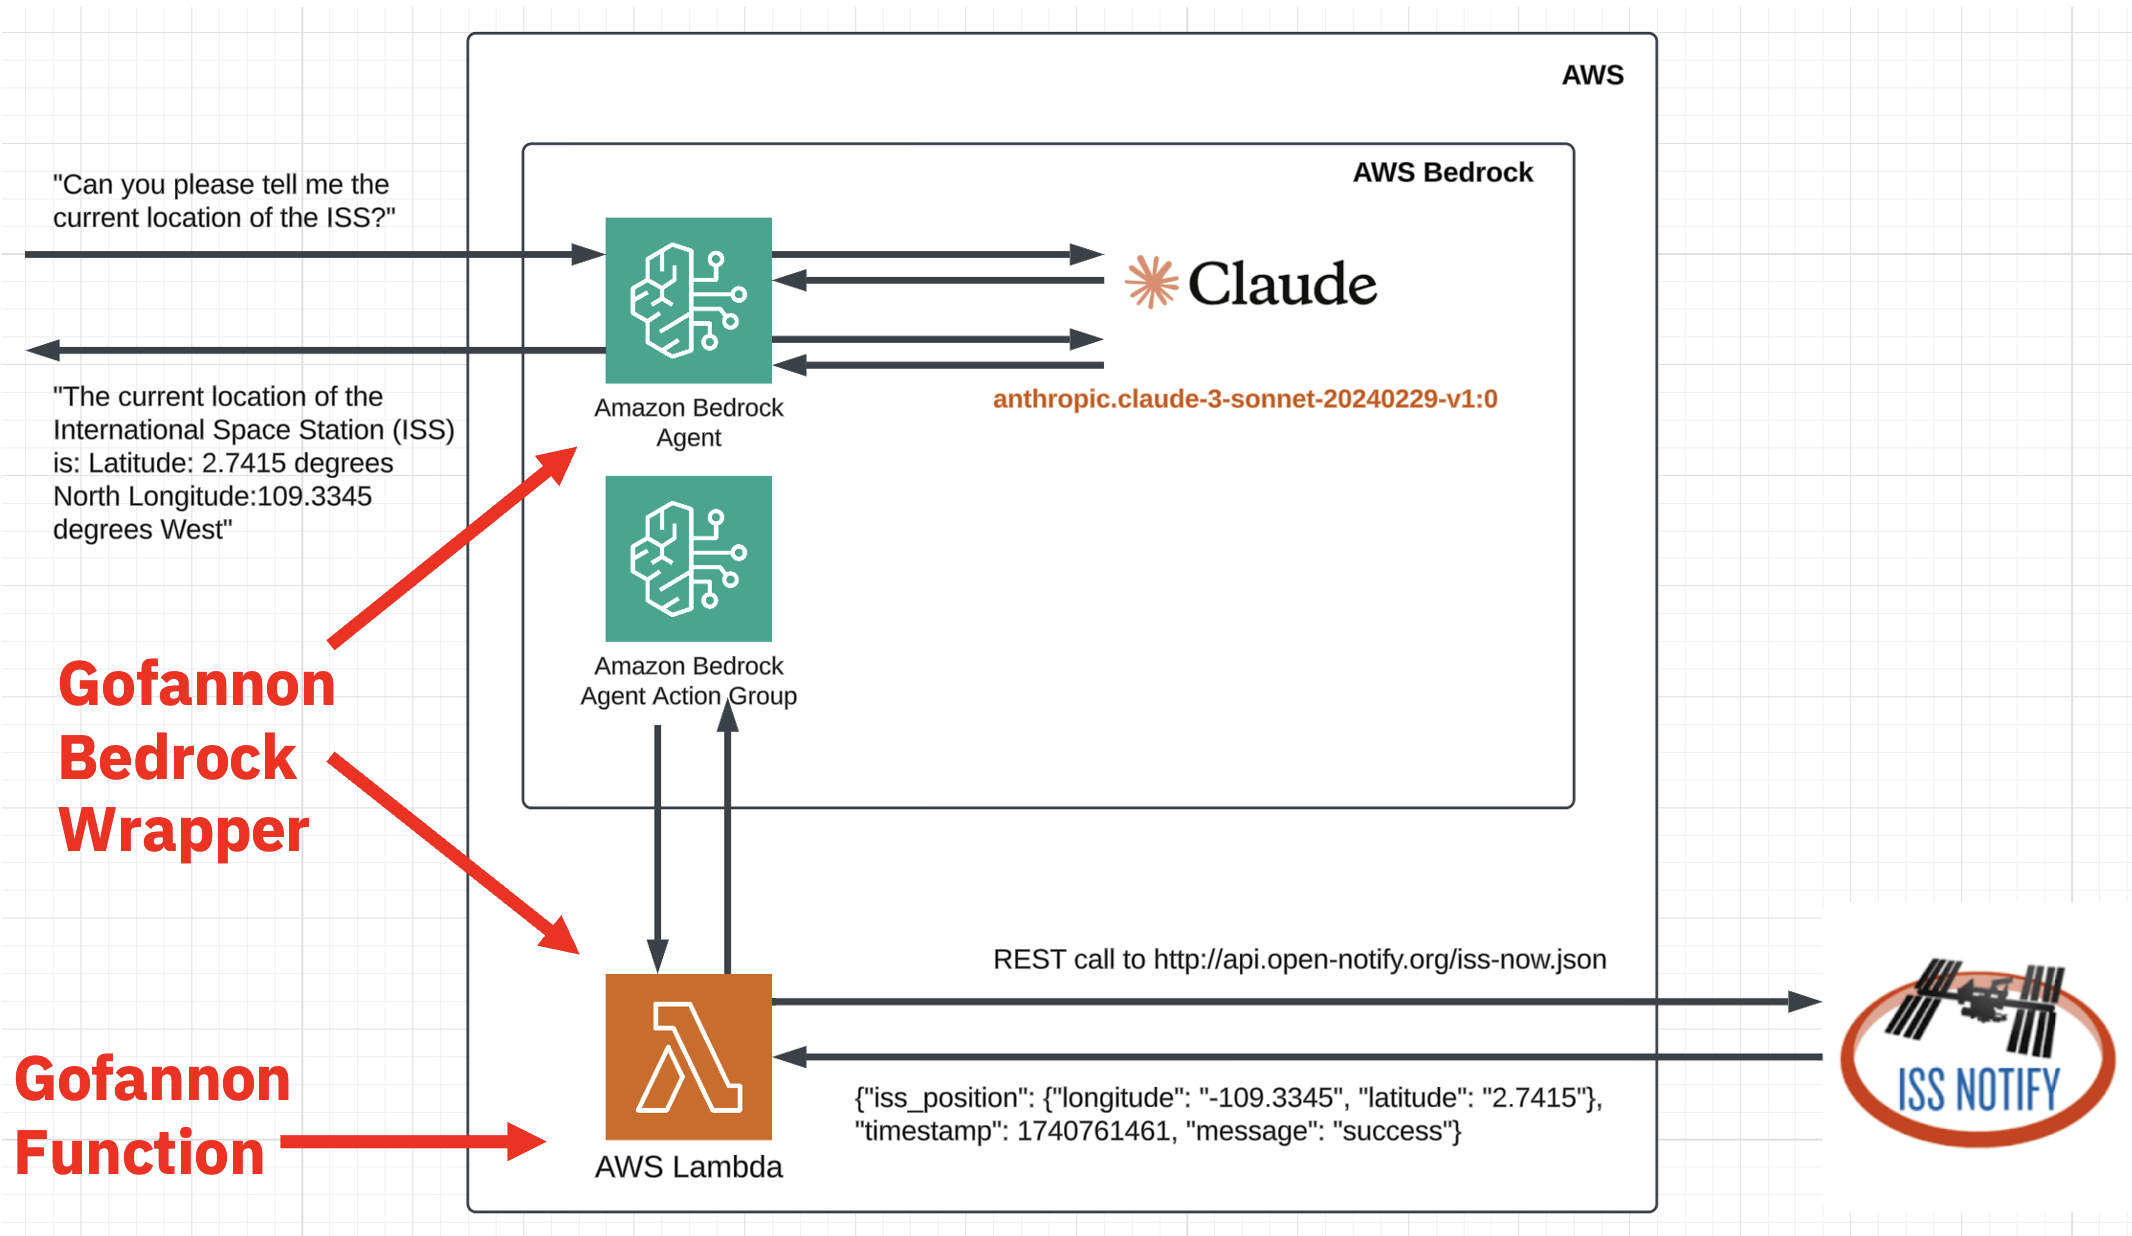 AWS
AWS Bedrock
"Can you please tell me the
current location of the ISS?"
Claude
anthropic.claude-3-sonnet-20240229-v1:0
"The current location of the
International Space Station (ISS)
is: Latitude: 2.7415 degrees
North Longitude:109.3345
degrees West"
Amazon Bedrock
Agent
Amazon Bedrock
Agent Action Group
Gofannon
Bedrock
Wrapper
REST call to http://api.open-notify.org/iss-now.json
ISS NOTIFY
{"iss_position": {"longitude": "-109.3345", "latitude": "2.7415"},
"timestamp": 1740761461, "message": "success"}
Gofannon
Function
AWS Lambda